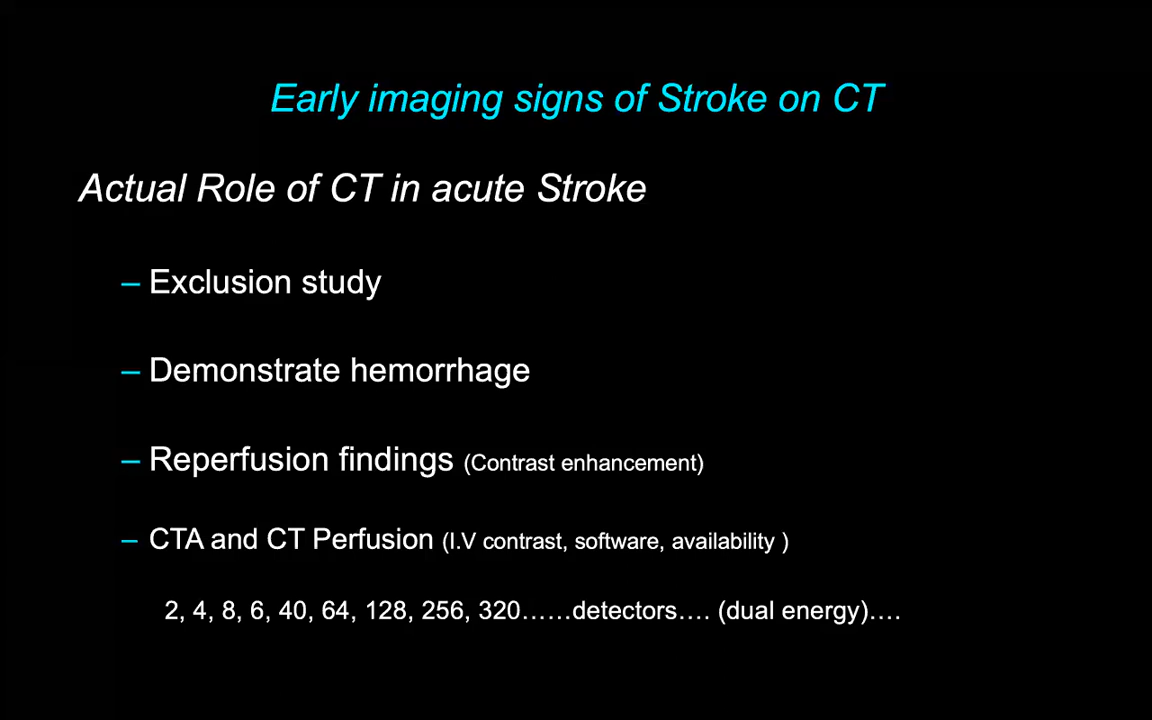 Early imaging signs of Stroke on CT
Actual Role of CT in acute Stroke
– Exclusion study
– Demonstrate hemorrhage
– Reperfusion findings (Contrast enhancement)
– CTA and CT Perfusion (I.V contrast, software, availability )
2, 4, 8, 6, 40, 64, 128, 256, 320……detectors…. (dual energy)….